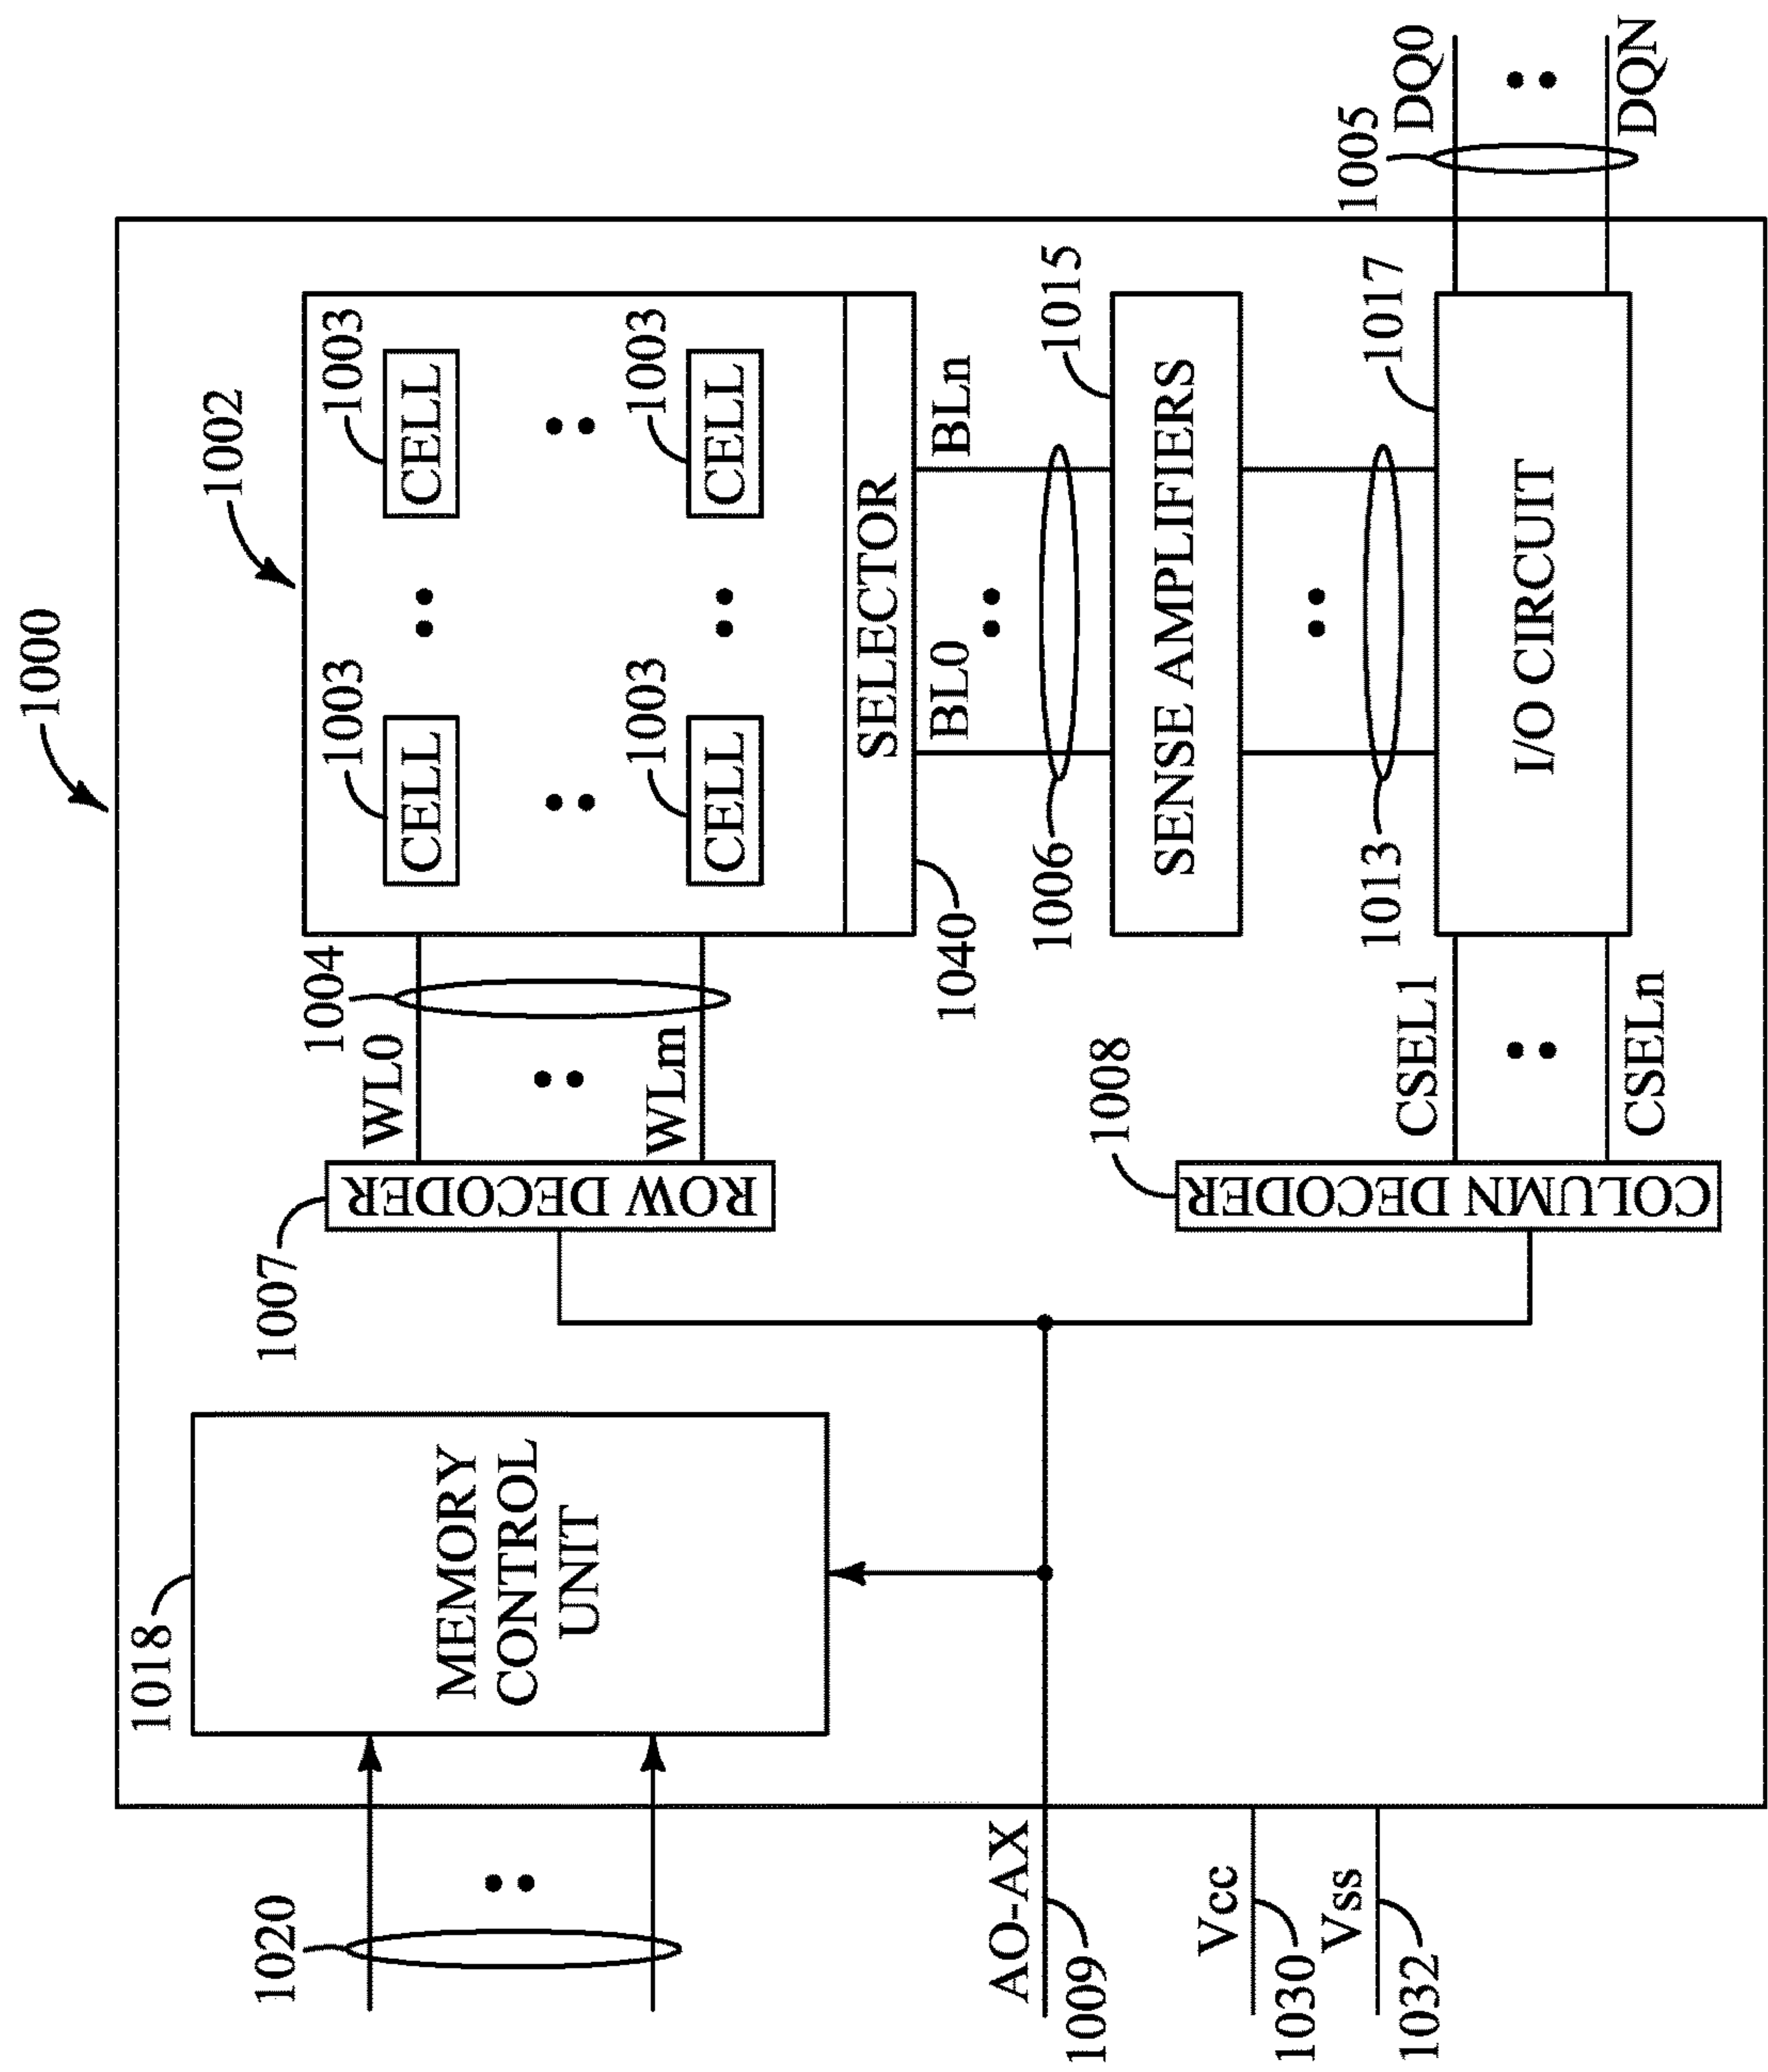 1000
1002
1003
CELL
1003
CELL
1003
CELL
1003
CELL
SELECTOR
1040
1004
WL0
WLm
ROW DECODER
1007
1018
MEMORY
CONTROL
UNIT
1020
BL0
BLn
1006
1015
SENSE AMPLIFIERS
1013
1017
I/O CIRCUIT
1005
DQ0
DQN
CSEL1
CSELn
1008
COLUMN DECODER
AO-AX
1009
Vcc
1030
Vss
1032